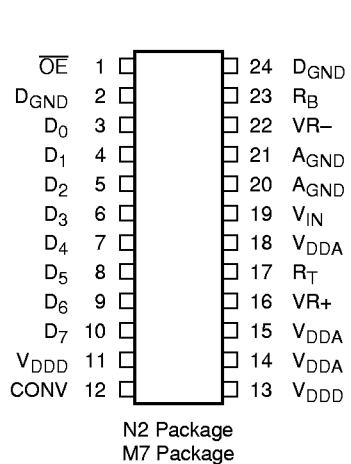 OE 1 24 DGND
DGND 2 23 RB
D0 3 22 VR–
D1 4 21 AGND
D2 5 20 AGND
D3 6 19 VIN
D4 7 18 VDDA
D5 8 17 RT
D6 9 16 VR+
D7 10 15 VDDA
VDDD 11 14 VDDA
CONV 12 13 VDDD
N2 Package
M7 Package